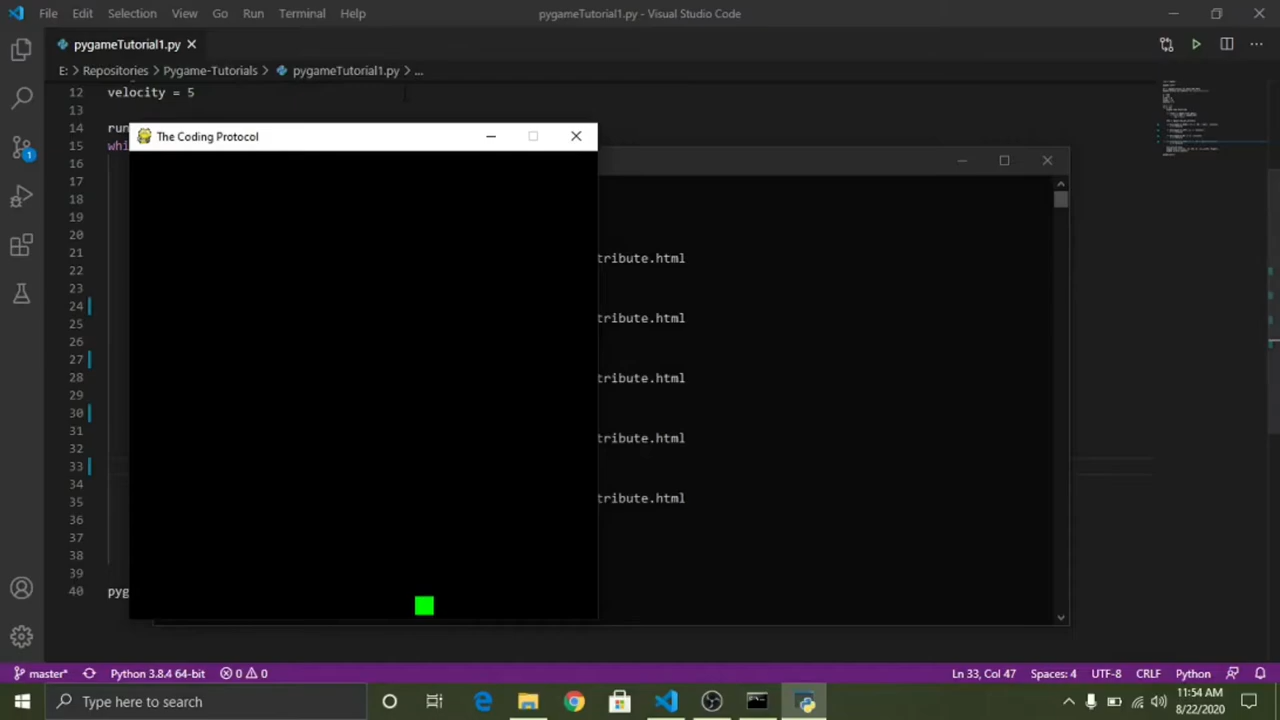 File Edit Selection View Go Run Terminal Help
pygameTutorial1.py - Visual Studio Code
pygameTutorial1.py
E: > Repositories > Pygame-Tutorials > pygameTutorial1.py > ...
12 velocity = 5
13
14 run
15 whi
16
17
18
19
20
21
22
23
24
25
26
27
28
29
30
31
32
33
34
35
36
37
38
39
40 pyg
The Coding Protocol
tribute.html
tribute.html
tribute.html
tribute.html
tribute.html
1
master* Python 3.8.4 64-bit 0 0 Ln 33, Col 47 Spaces: 4 UTF-8 CRLF Python
Type here to search
11:54 AM
8/22/2020